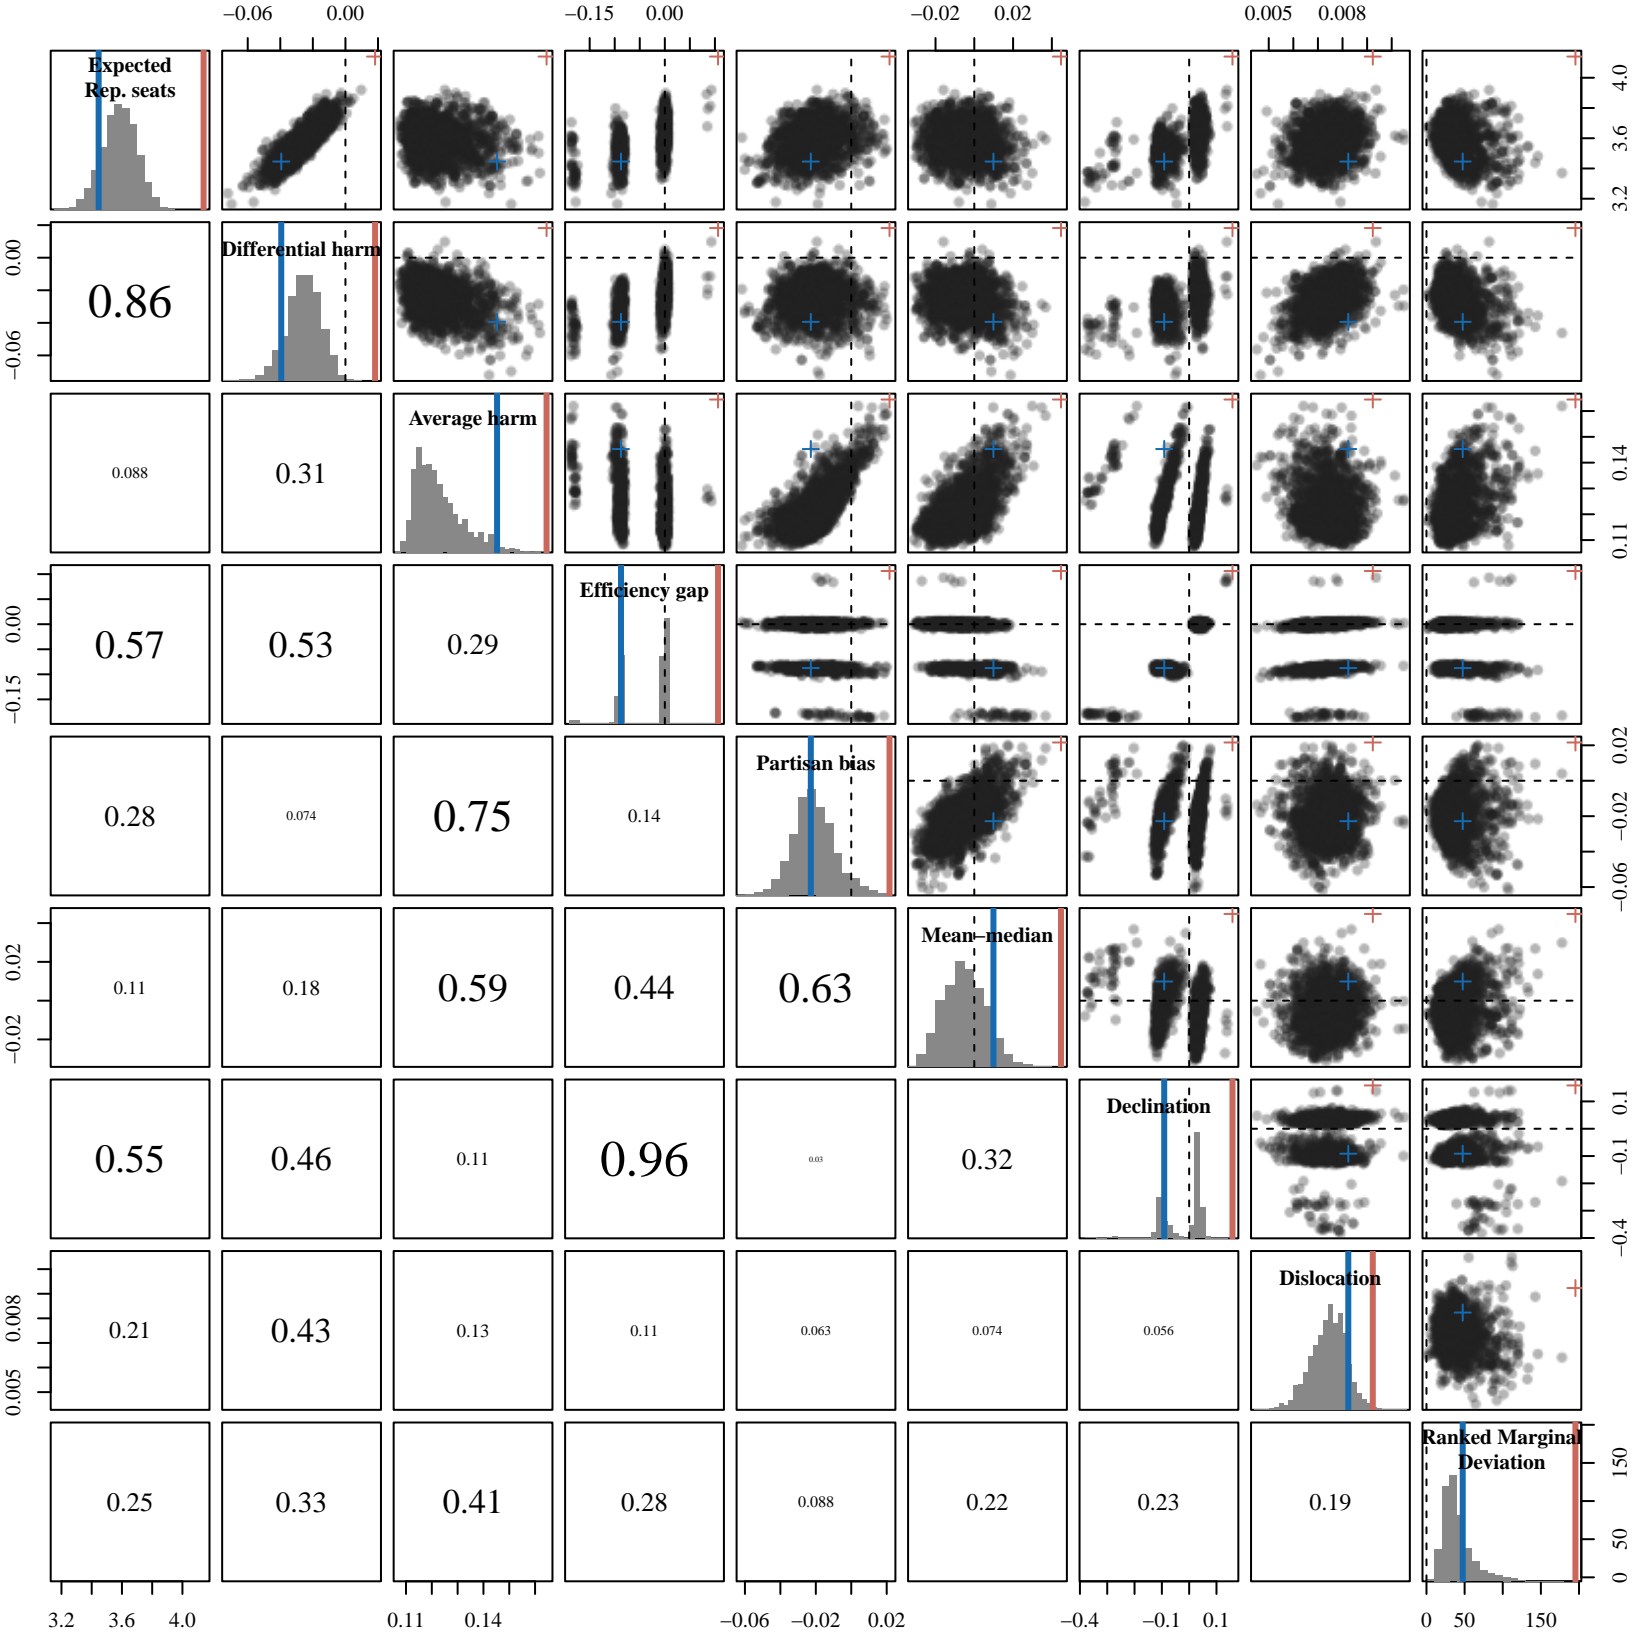 −0.06 0.00 −0.15 0.00 −0.02 0.02 0.005 0.008
Expected
Rep. seats
3.2 3.6 4.0
Differential harm
0.86
−0.06 0.00
Average harm
0.088 0.31
0.11 0.14
Efficiency gap
0.57 0.53 0.29
−0.15 0.00
Partisan bias
0.28 0.074 0.75 0.14
−0.06 −0.02 0.02
Mean−median
0.11 0.18 0.59 0.44 0.63
−0.02 0.02
Declination
0.55 0.46 0.11 0.96 0.03 0.32
−0.4 −0.1 0.1
Dislocation
0.21 0.43 0.13 0.11 0.063 0.074 0.056
0.005 0.008
Ranked Marginal
Deviation
0.25 0.33 0.41 0.28 0.088 0.22 0.23 0.19
0 50 150
3.2 3.6 4.0 0.11 0.14 −0.06 −0.02 0.02 −0.4 −0.1 0.1 0 50 150